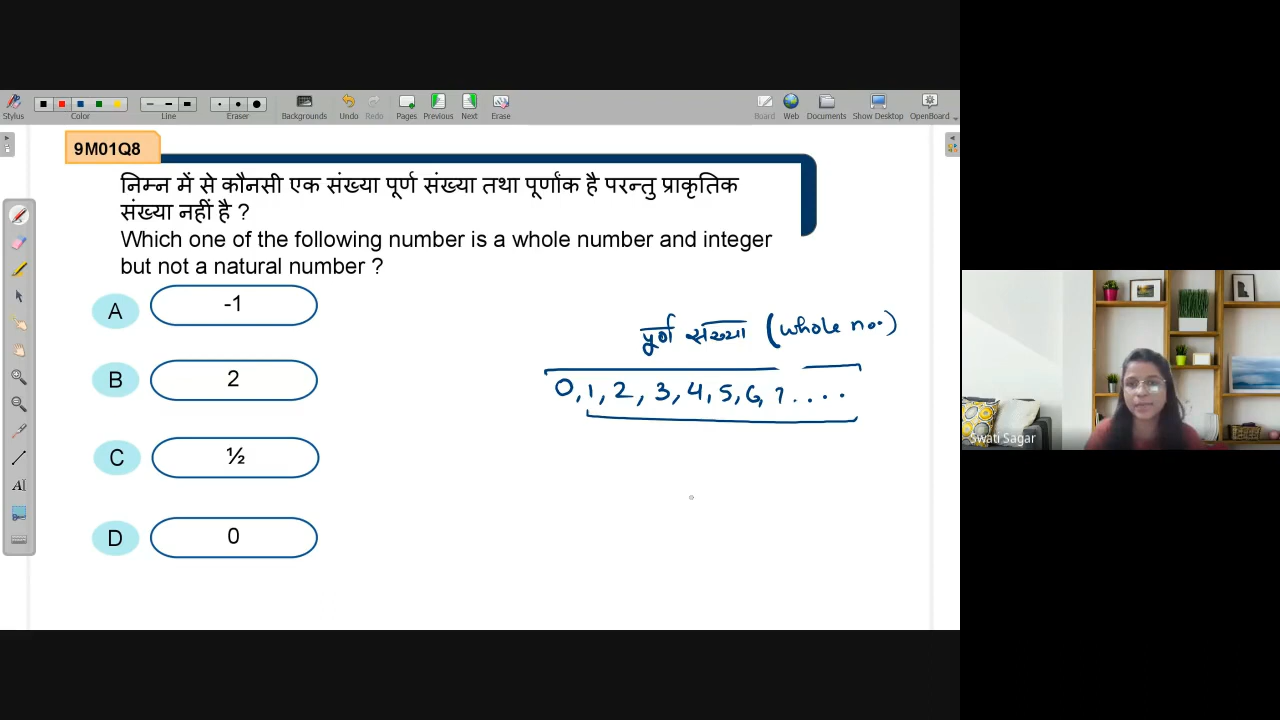 Stylus
Color
Line
Eraser
Backgrounds
Undo
Redo
Pages
Previous
Next
Erase
Board
Web
Documents
Show Desktop
OpenBoard
9M01Q8
निम्न में से कौनसी एक संख्या पूर्ण संख्या तथा पूर्णांक है परन्तु प्राकृतिक
संख्या नहीं है ?
Which one of the following number is a whole number and integer
but not a natural number ?
A -1
B 2
C ½
D 0
पूर्ण संख्या (whole no.)
0, 1, 2, 3, 4, 5, 6, 7....
Swati Sagar